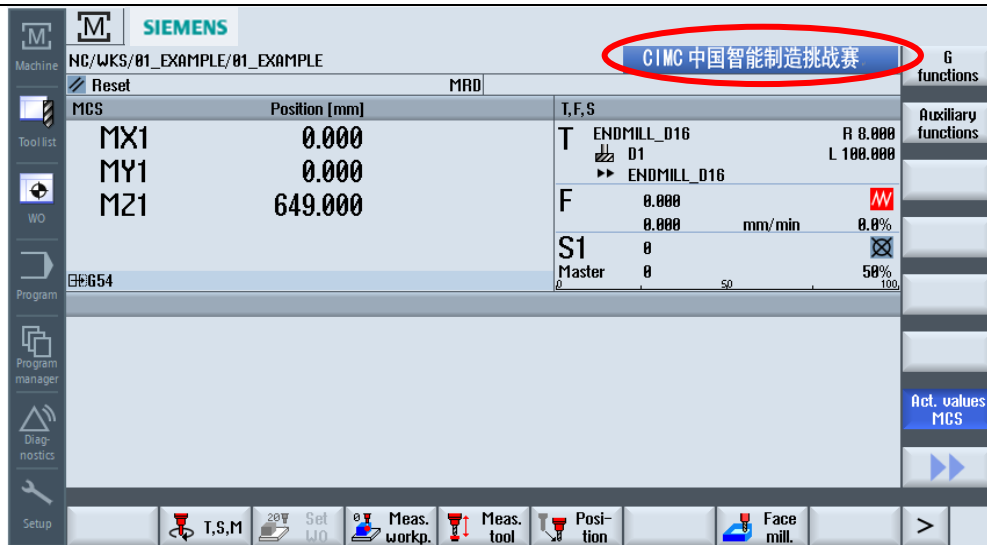 M
Machine
M
SIEMENS
NC/WKS/01_EXAMPLE/01_EXAMPLE
CIMC 中国智能制造挑战赛
G
functions
Reset
MRD
MCS
Position [mm]
T,F,S
Auxiliary
functions
Tool list
MX1
0.000
T
ENDMILL_D16
R 8.000
D1
L 100.000
MY1
0.000
ENDMILL_D16
MZ1
649.000
F
0.000
0.000
mm/min
0.0%
WO
S1
0
Master
0
50%
0
50
100
G54
Program
Program
manager
Act. values
MCS
Diag-
nostics
Setup
T,S,M
Set
WO
Meas.
workp.
Meas.
tool
Posi-
tion
Face
mill.
>